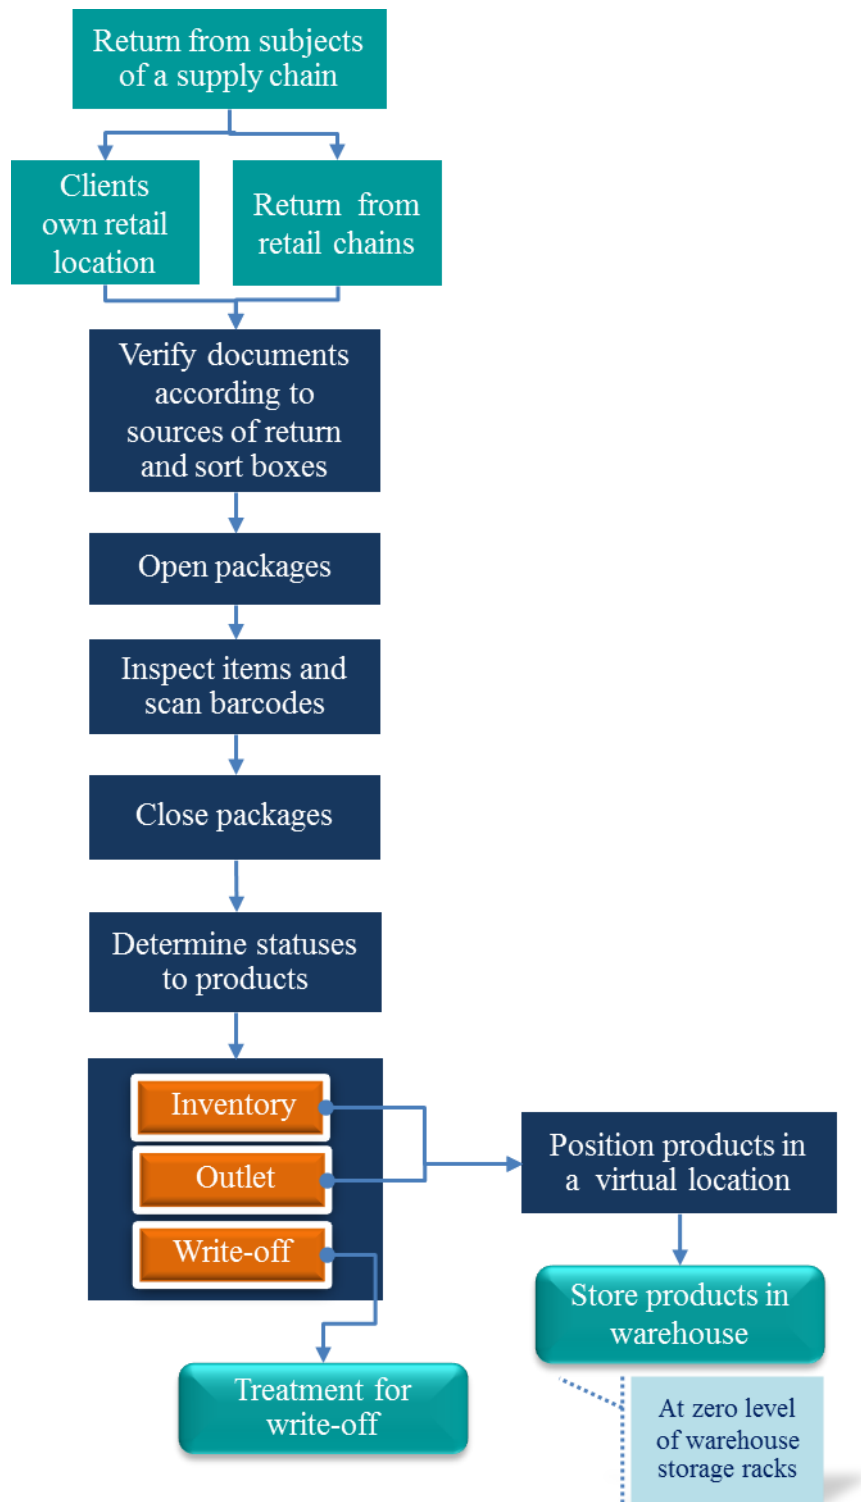 Return from subjects
of a supply chain
Clients
own retail
location
Return from
retail chains
Verify documents
according to
sources of return
and sort boxes
Open packages
Inspect items and
scan barcodes
Close packages
Determine statuses
to products
Inventory
Outlet
Write-off
Position products in
a virtual location
Store products in
warehouse
Treatment for
write-off
At zero level
of warehouse
storage racks